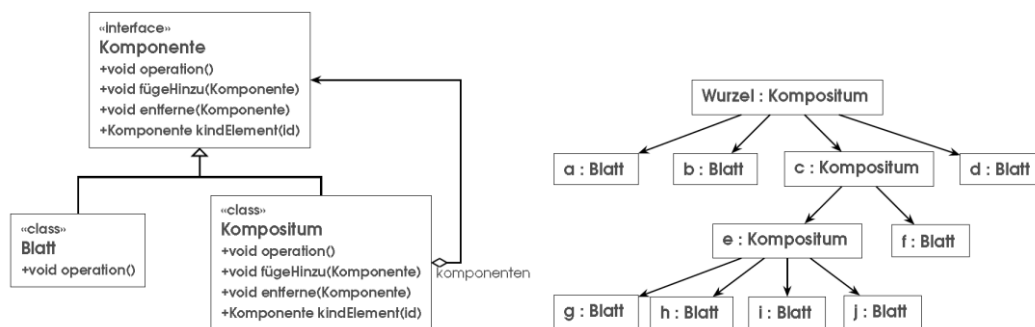 «interface»
Komponente
+void operation()
+void fügeHinzu(Komponente)
+void entferne(Komponente)
+Komponente kindElement(id)
«class»
Blatt
+void operation()
«class»
Kompositum
+void operation()
+void fügeHinzu(Komponente)
+void entferne(Komponente)
+Komponente kindElement(id)
komponenten
Wurzel : Kompositum
a : Blatt
b : Blatt
c : Kompositum
d : Blatt
e : Kompositum
f : Blatt
g : Blatt
h : Blatt
i : Blatt
j : Blatt